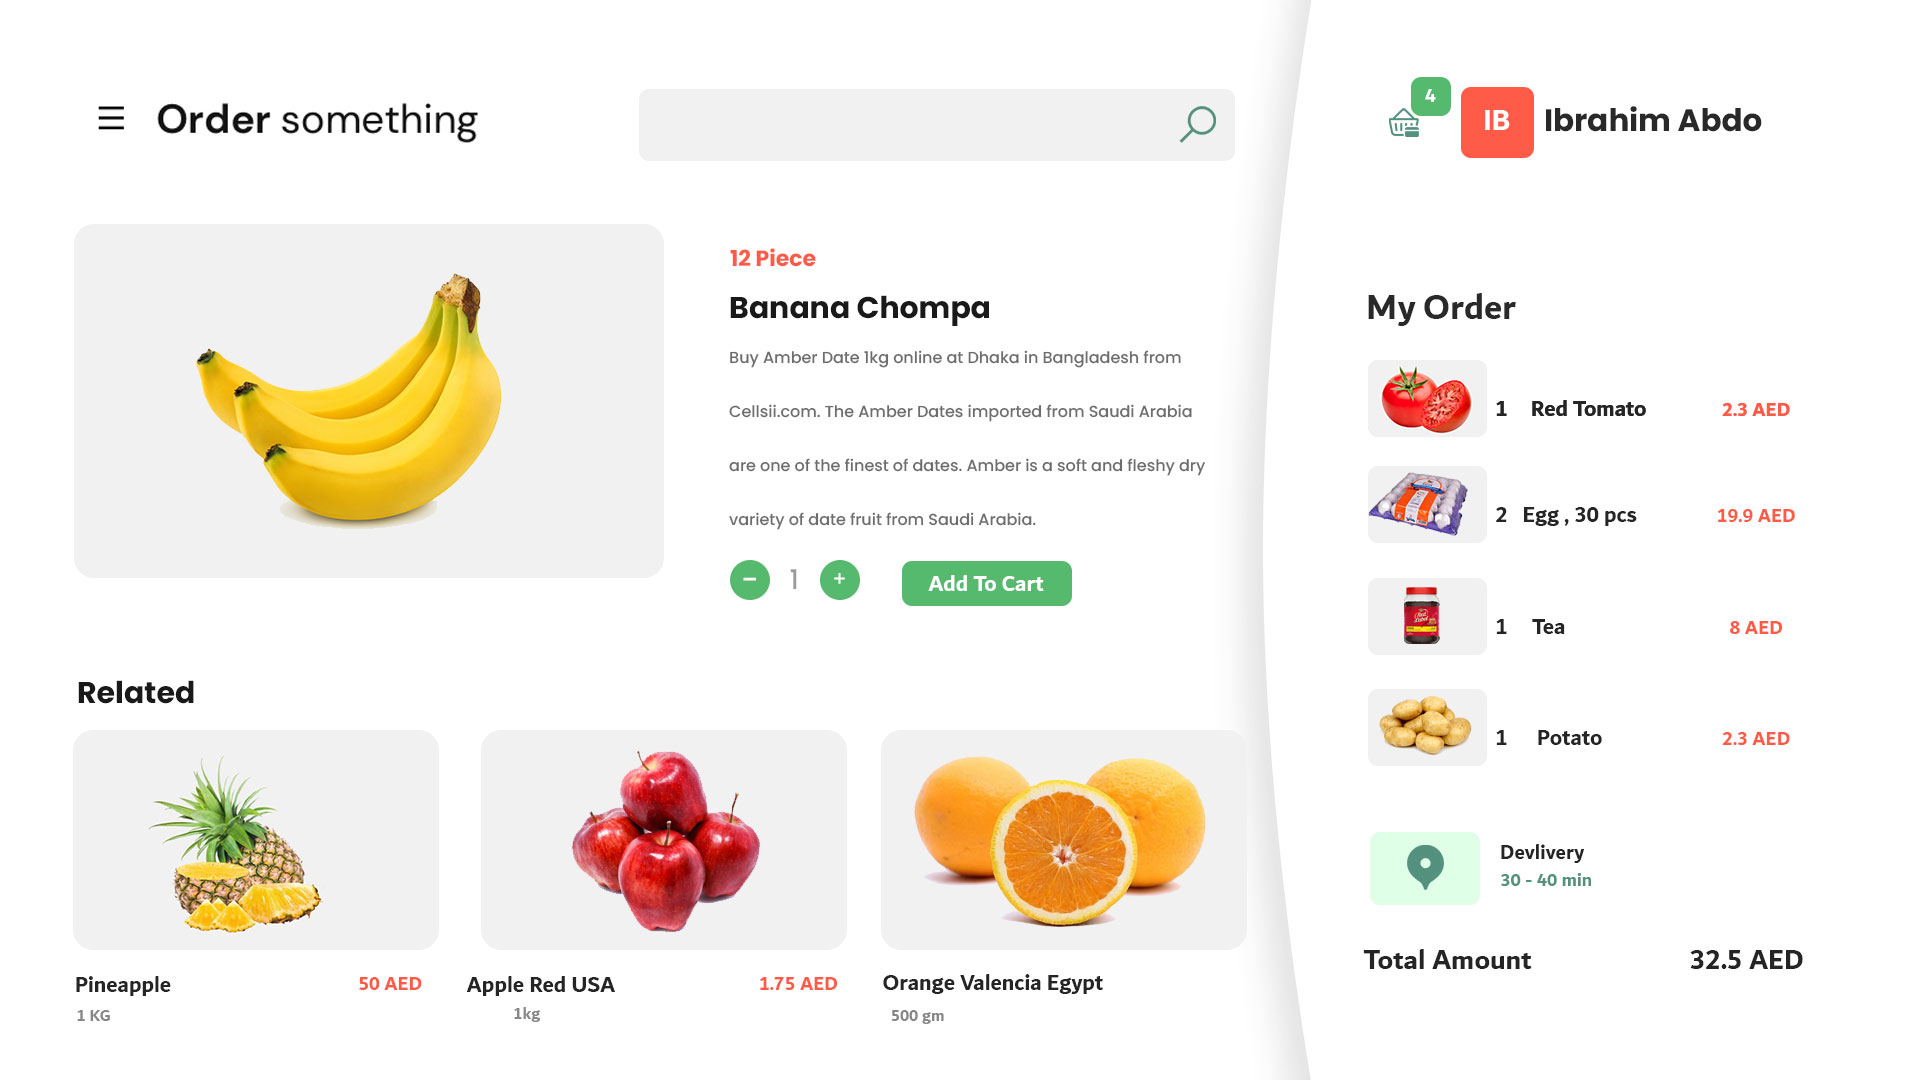 Order something
4
IB
Ibrahim Abdo
12 Piece
Banana Chompa
Buy Amber Date 1kg online at Dhaka in Bangladesh from
Cellsii.com. The Amber Dates imported from Saudi Arabia
are one of the finest of dates. Amber is a soft and fleshy dry
variety of date fruit from Saudi Arabia.
− 1 +
Add To Cart
Related
Pineapple 50 AED
1 KG
Apple Red USA 1.75 AED
1kg
Orange Valencia Egypt
500 gm
My Order
1 Red Tomato 2.3 AED
2 Egg , 30 pcs 19.9 AED
1 Tea 8 AED
Red Label
1 Potato 2.3 AED
Devlivery
30 - 40 min
Total Amount 32.5 AED